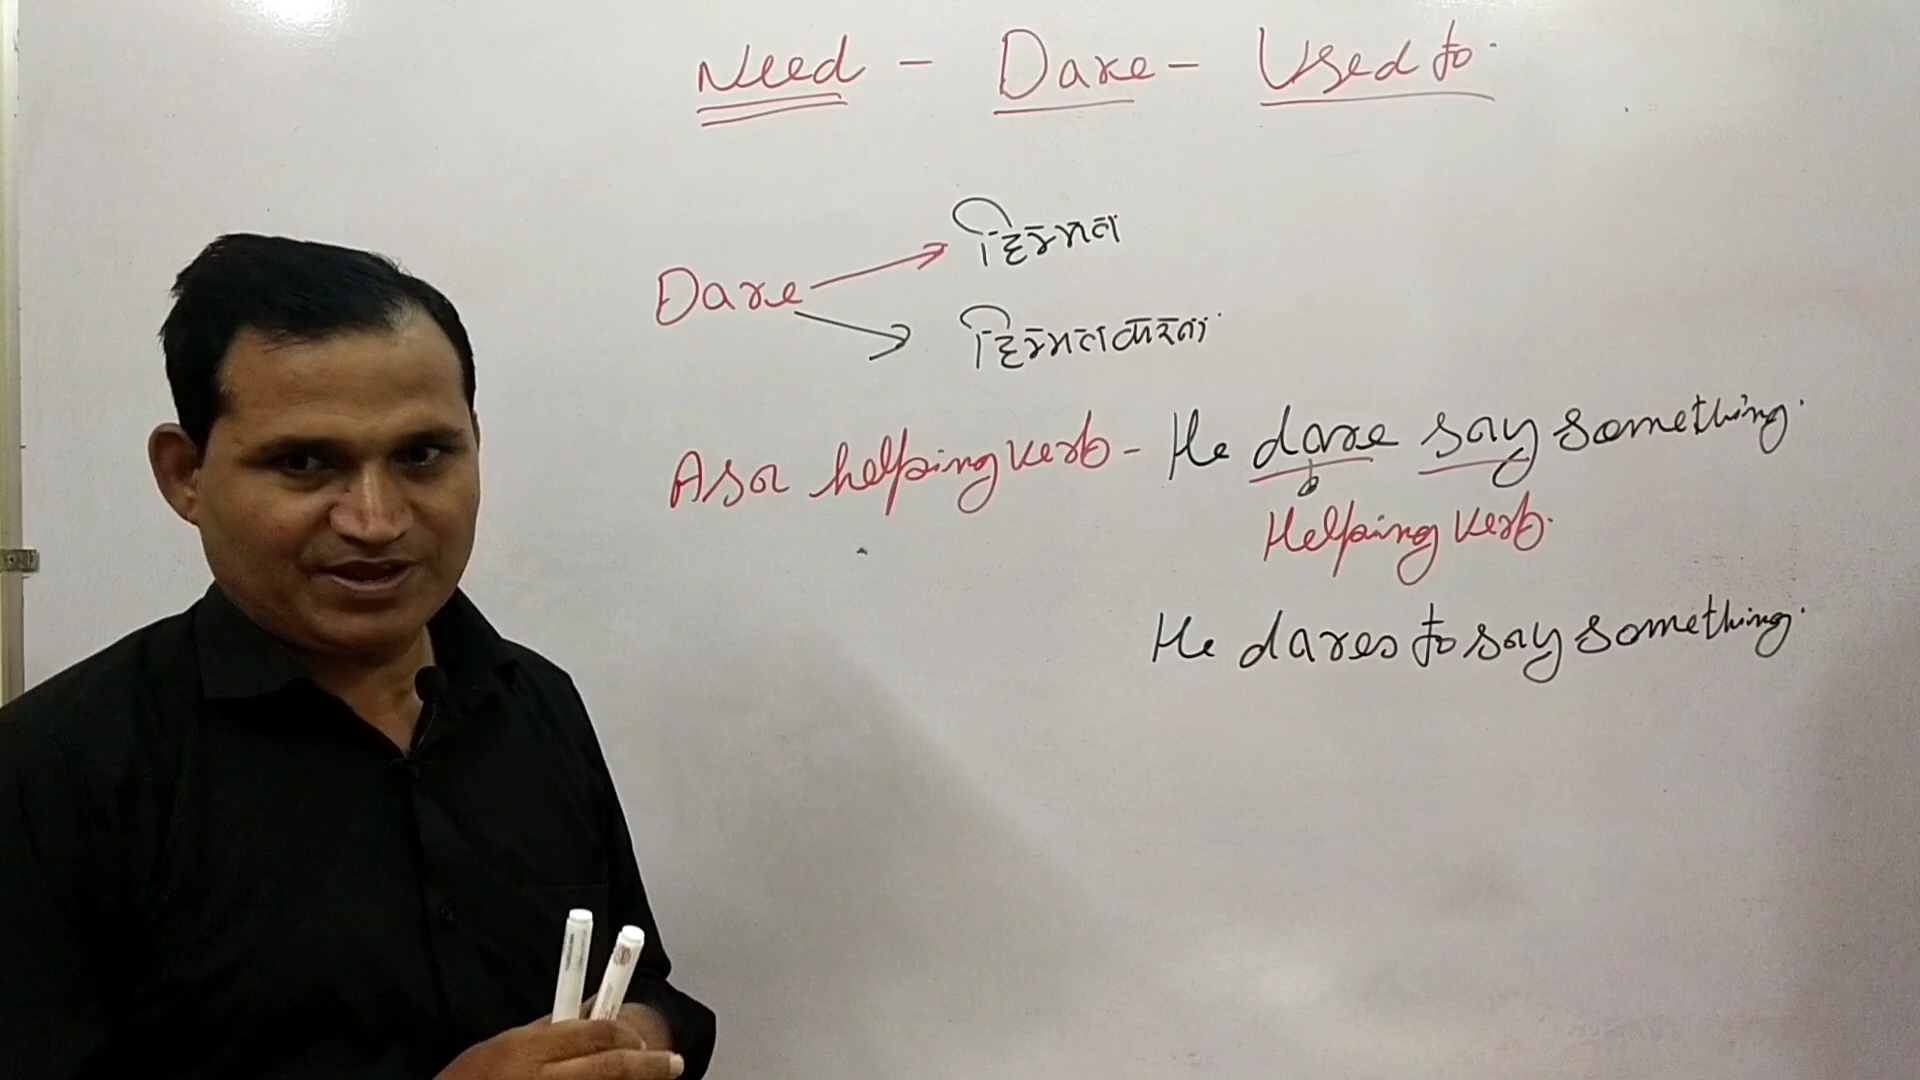 Need - Dare - Used to.
Dare
हिम्मत
हिम्मत करना
As a helping verb - He dare say something.
Helping verb.
He dares to say something.